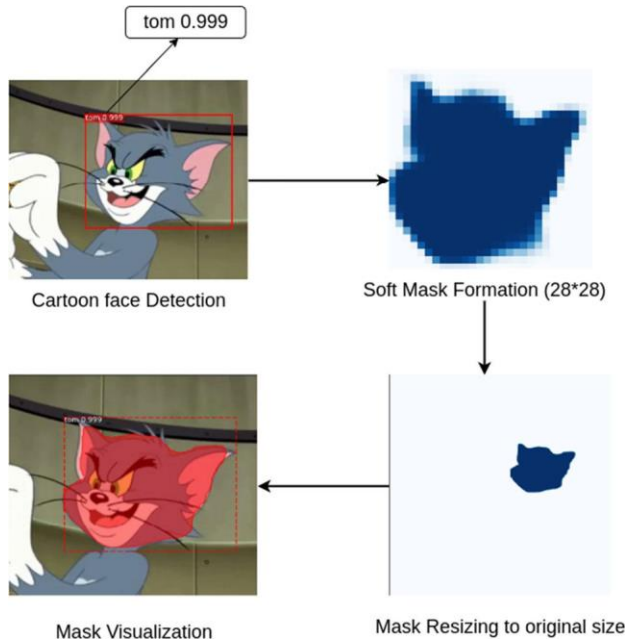 tom 0.999
tom 0.999
Cartoon face Detection
Soft Mask Formation (28*28)
tom 0.999
Mask Visualization
Mask Resizing to original size